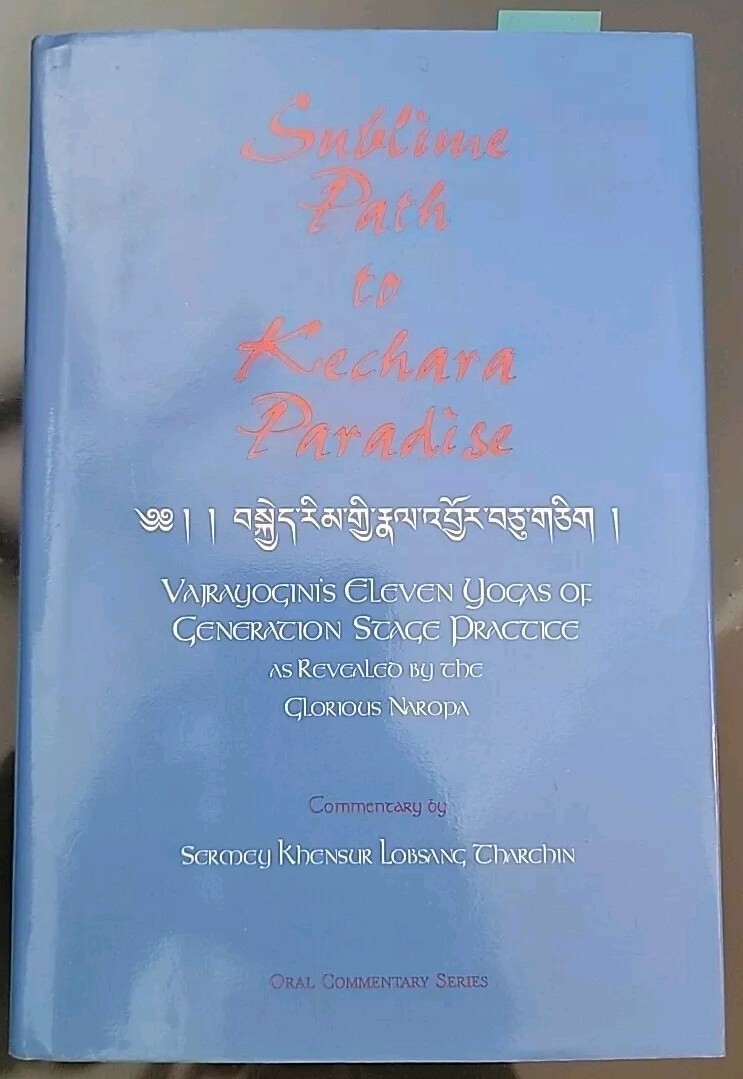 Sublime
Path
to
Kechara
Paradise
༄༅། ། བསྐྱེད་རིམ་གྱི་རྣལ་འབྱོར་བཅུ་གཅིག །
Vajrayogini's Eleven Yogas of
Generation Stage Practice
as Revealed by the
Glorious Naropa
Commentary by
Sermey Khensur Lobsang Tharchin
Oral Commentary Series